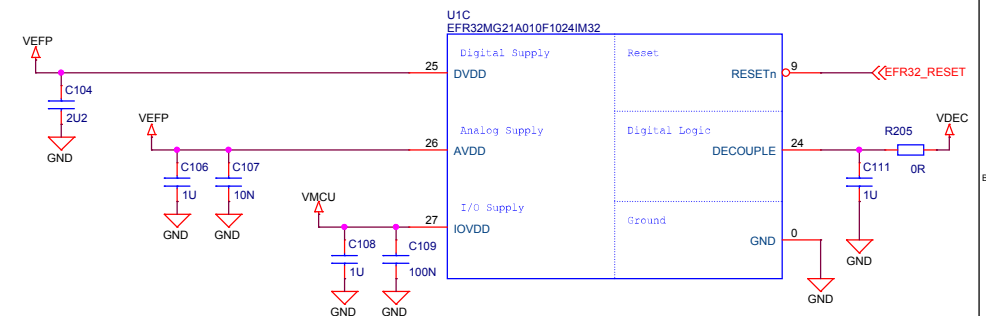 U1C
EFR32MG21A010F1024IM32
VEFP
Digital Supply
Reset
25
DVDD
RESETn
9
EFR32_RESET
C104
2U2
GND
VEFP
Analog Supply
Digital Logic
26
AVDD
DECOUPLE
24
R205
0R
VDEC
C106
1U
GND
C107
10N
GND
C111
1U
GND
VMCU
I/O Supply
Ground
27
IOVDD
GND
0
GND
C108
1U
GND
C109
100N
GND
E